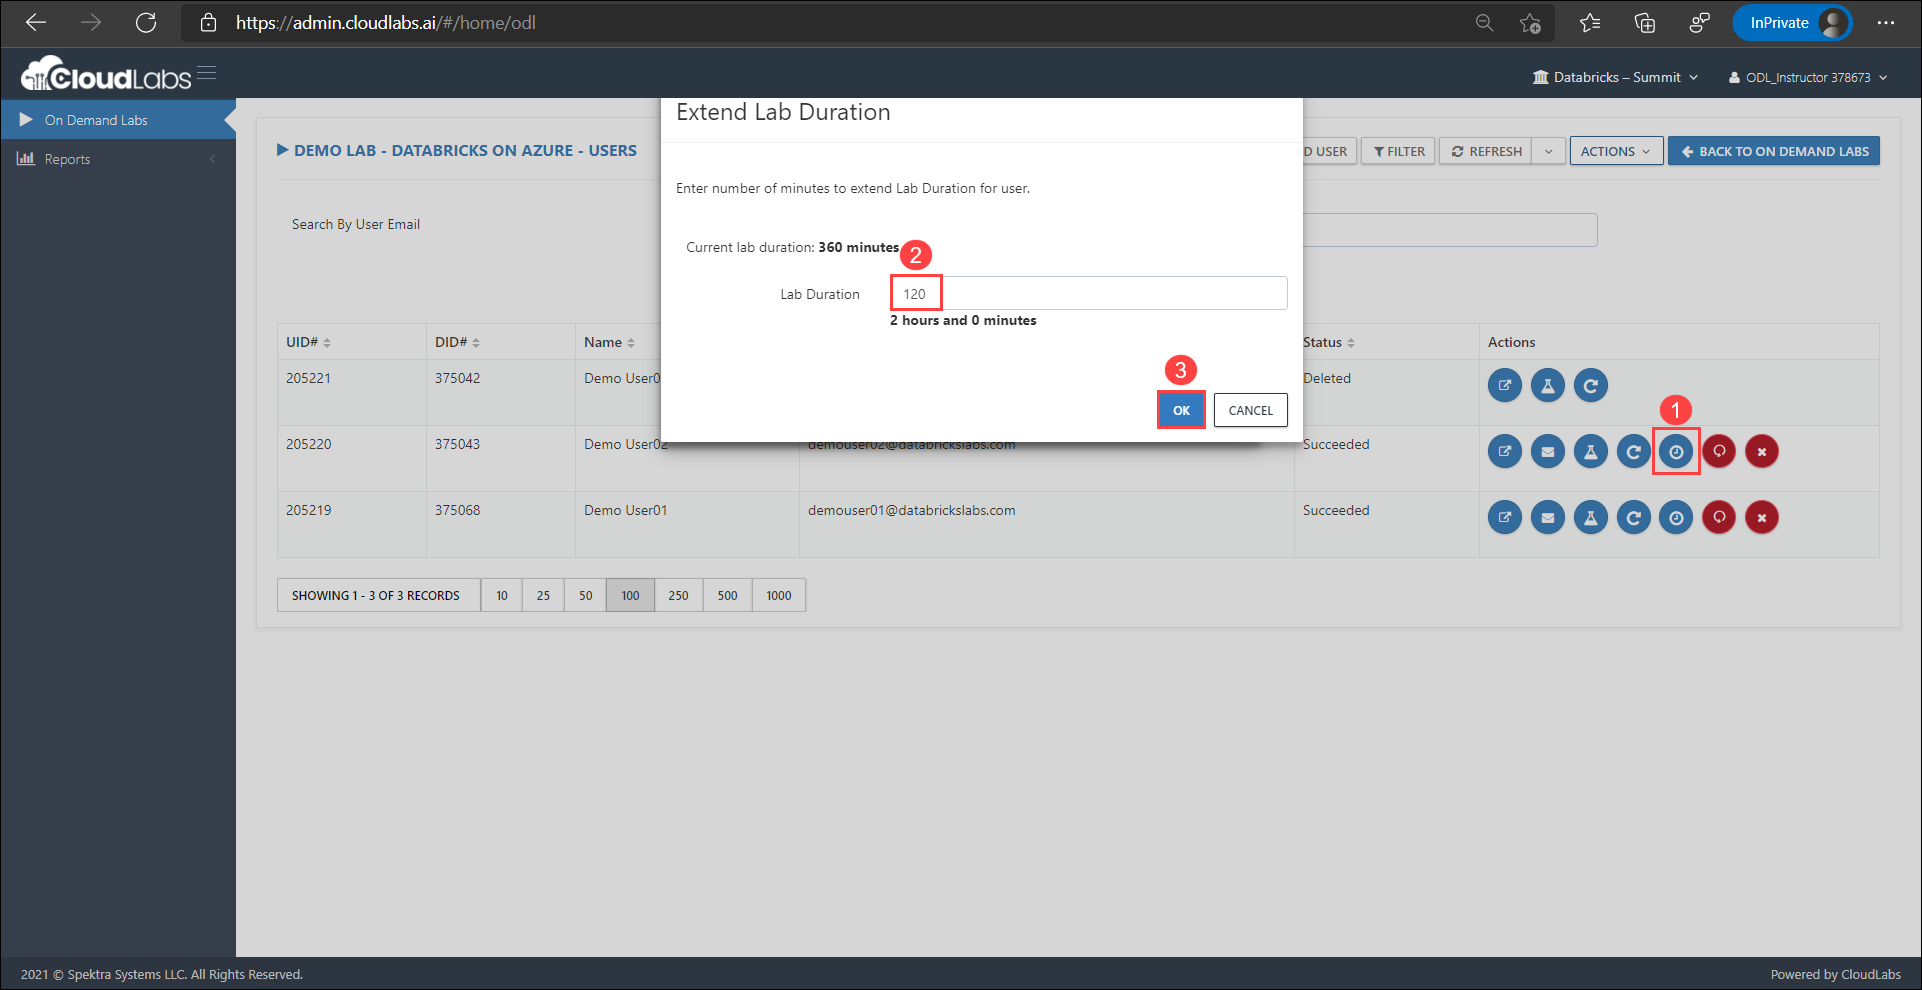 https://admin.cloudlabs.ai/#/home/odl
InPrivate
CloudLabs
Databricks – Summit
ODL_Instructor 378673
On Demand Labs
Reports
Extend Lab Duration
DEMO LAB - DATABRICKS ON AZURE - USERS
D USER
FILTER
REFRESH
ACTIONS
BACK TO ON DEMAND LABS
Enter number of minutes to extend Lab Duration for user.
Search By User Email
Current lab duration: 360 minutes
2
Lab Duration
120
2 hours and 0 minutes
3
OK
CANCEL
UID#
DID#
Name
Status
Actions
205221
375042
Demo User0
Deleted
1
205220
375043
Demo User02
demouser02@databrickslabs.com
Succeeded
205219
375068
Demo User01
demouser01@databrickslabs.com
Succeeded
SHOWING 1 - 3 OF 3 RECORDS
10
25
50
100
250
500
1000
2021 © Spektra Systems LLC. All Rights Reserved.
Powered by CloudLabs